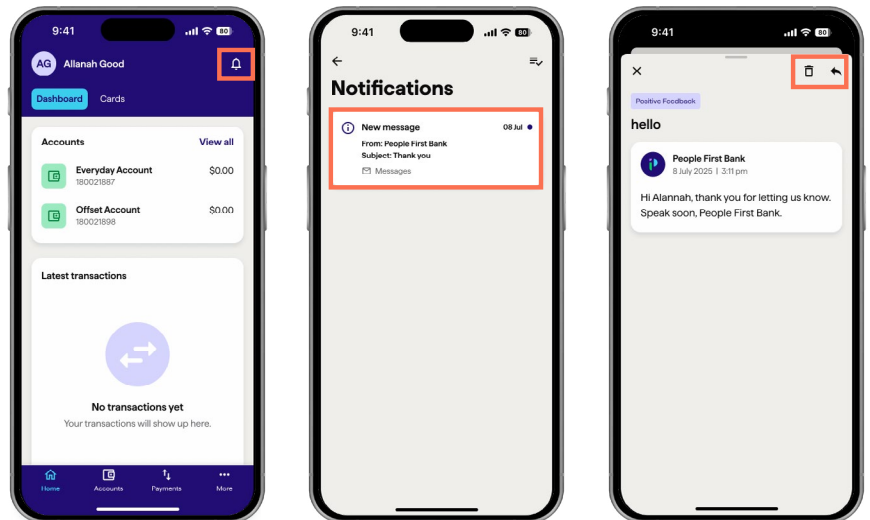 9:41
80
AG
Allanah Good
Dashboard
Cards
Accounts
View all
Everyday Account
$0.00
180021887
Offset Account
$0.00
180021898
Latest transactions
No transactions yet
Your transactions will show up here.
Home
Accounts
Payments
More
9:41
80
Notifications
New message
08 Jul
From: People First Bank
Subject: Thank you
Messages
9:41
80
Positive Feedback
hello
People First Bank
8 July 2025 | 3:11 pm
Hi Alannah, thank you for letting us know.
Speak soon, People First Bank.